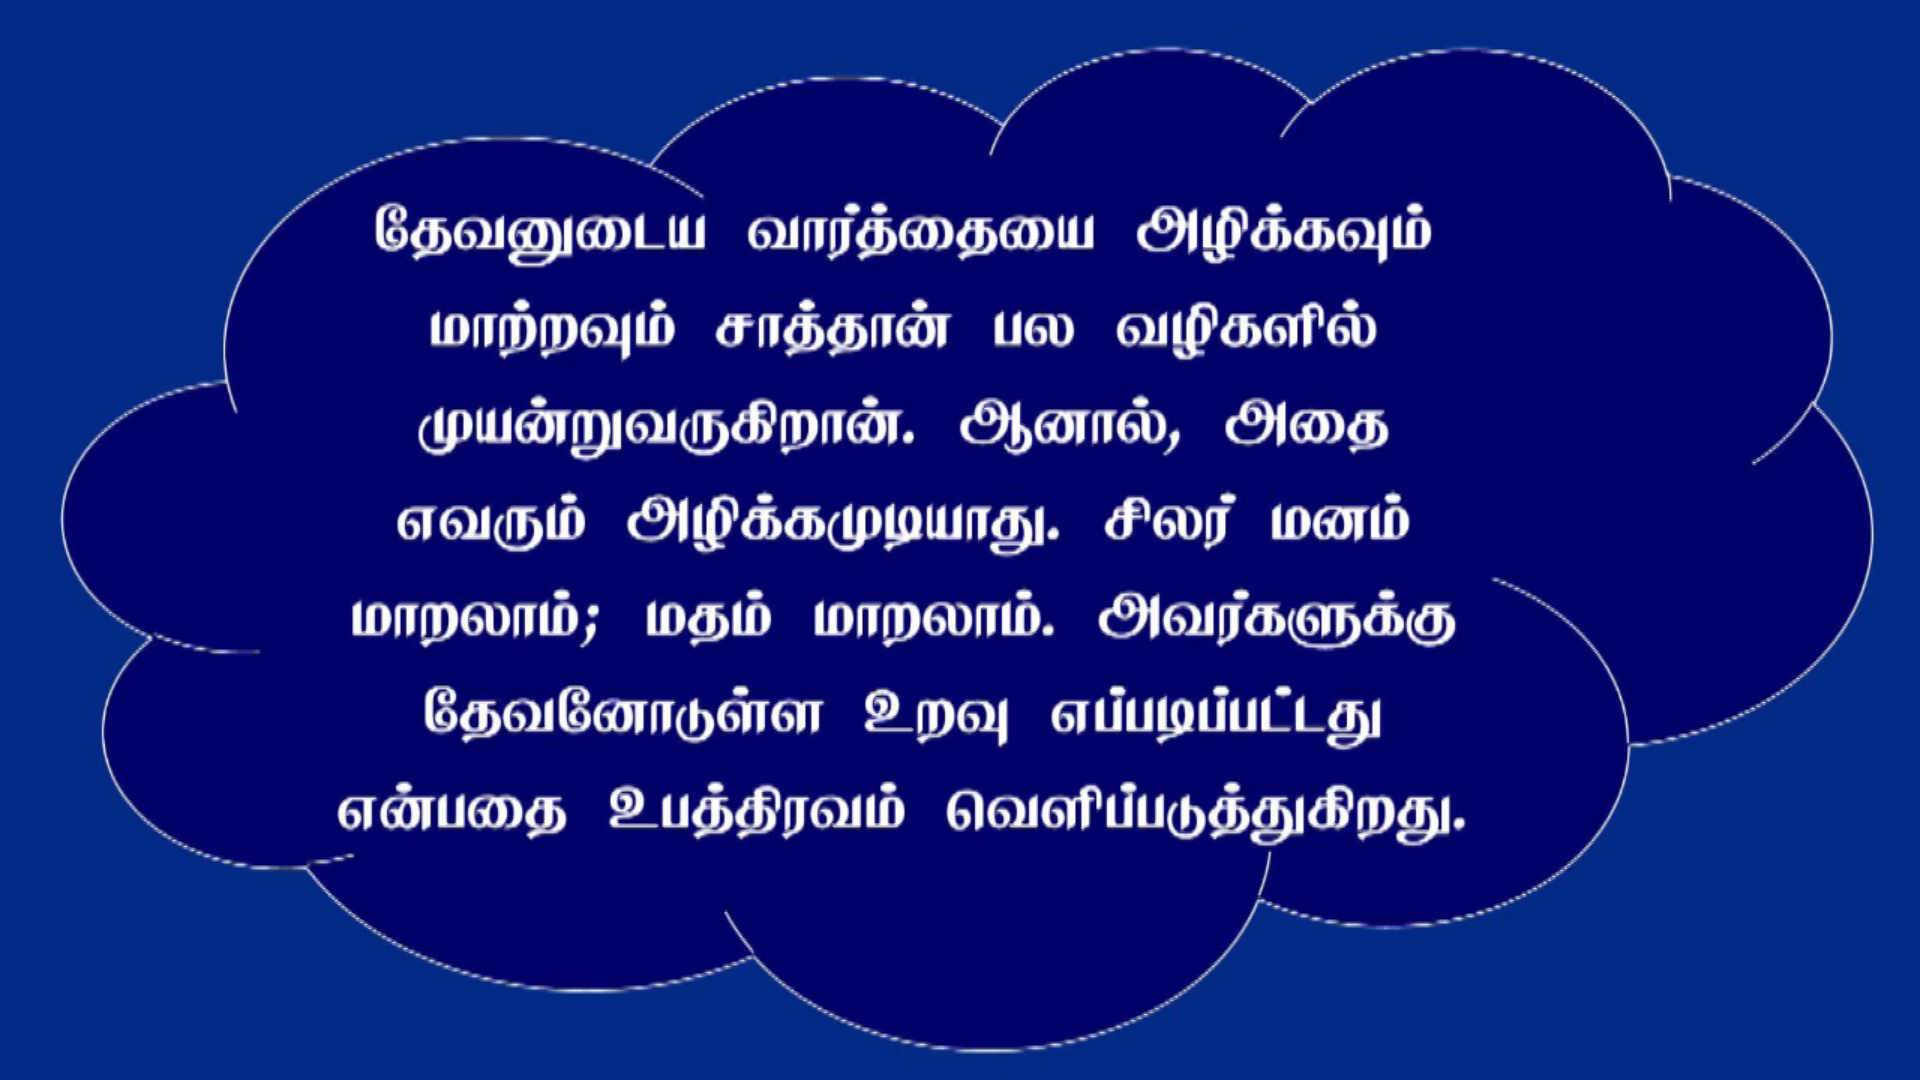 தேவனுடைய வார்த்தையை அழிக்கவும்
மாற்றவும் சாத்தான் பல வழிகளில்
முயன்றுவருகிறான். ஆனால், அதை
எவரும் அழிக்கமுடியாது. சிலர் மனம்
மாறலாம்; மதம் மாறலாம். அவர்களுக்கு
தேவனோடுள்ள உறவு எப்படிப்பட்டது
என்பதை உபத்திரவம் வெளிப்படுத்துகிறது.